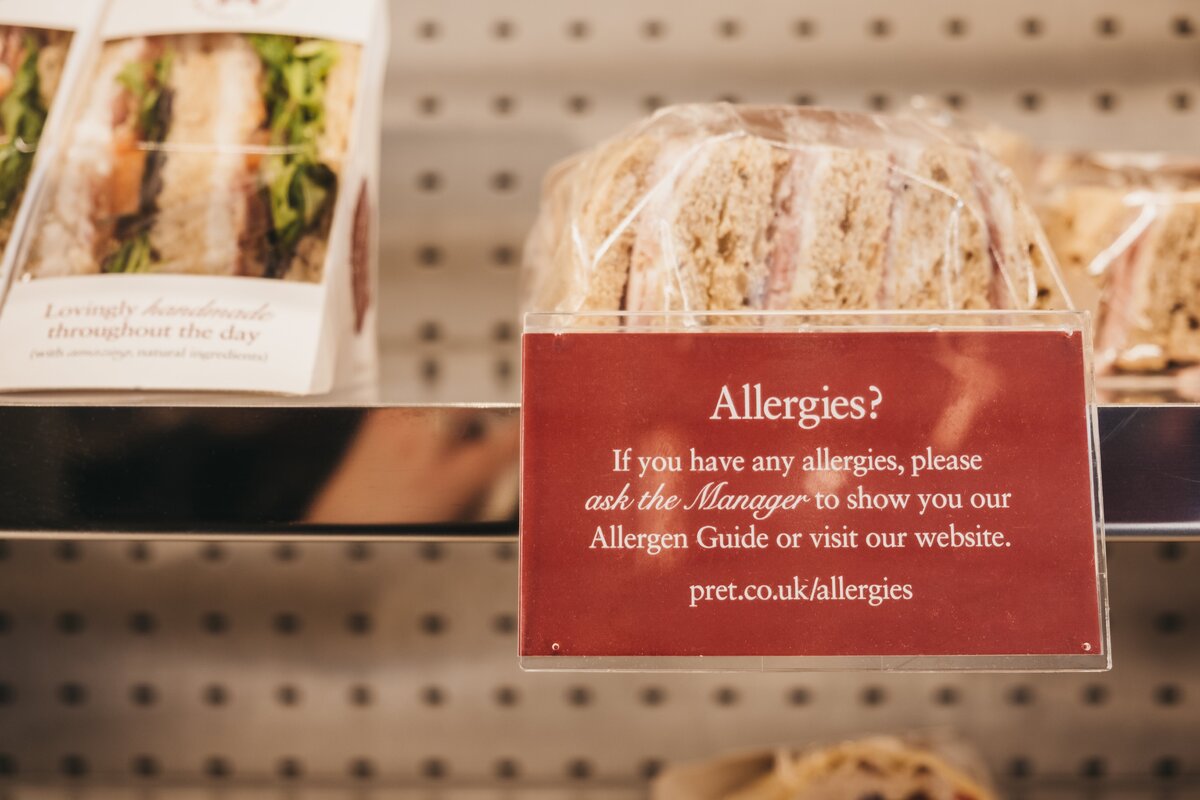 Lovingly handmade
throughout the day
(with amazing, natural ingredients)
Allergies?
If you have any allergies, please
ask the Manager to show you our
Allergen Guide or visit our website.
pret.co.uk/allergies